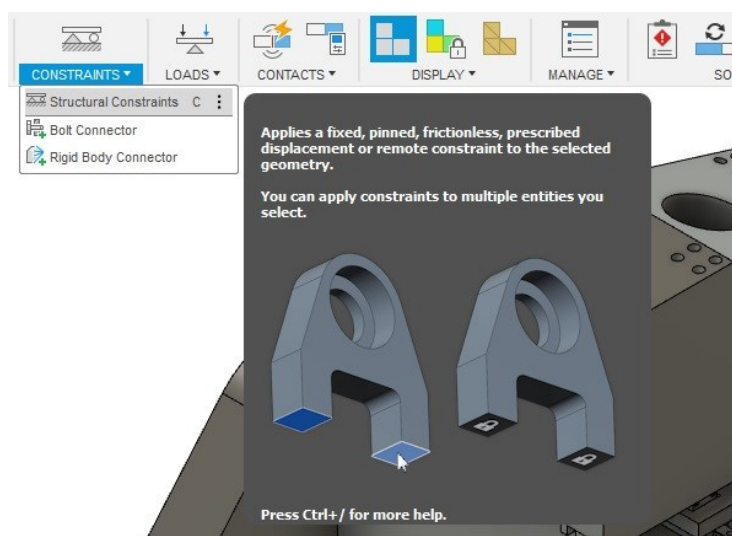 CONSTRAINTS ▾
LOADS ▾
CONTACTS ▾
DISPLAY ▾
MANAGE ▾
SO
Structural Constraints C
Bolt Connector
Rigid Body Connector
Applies a fixed, pinned, frictionless, prescribed
displacement or remote constraint to the selected
geometry.
You can apply constraints to multiple entities you
select.
Press Ctrl+/ for more help.